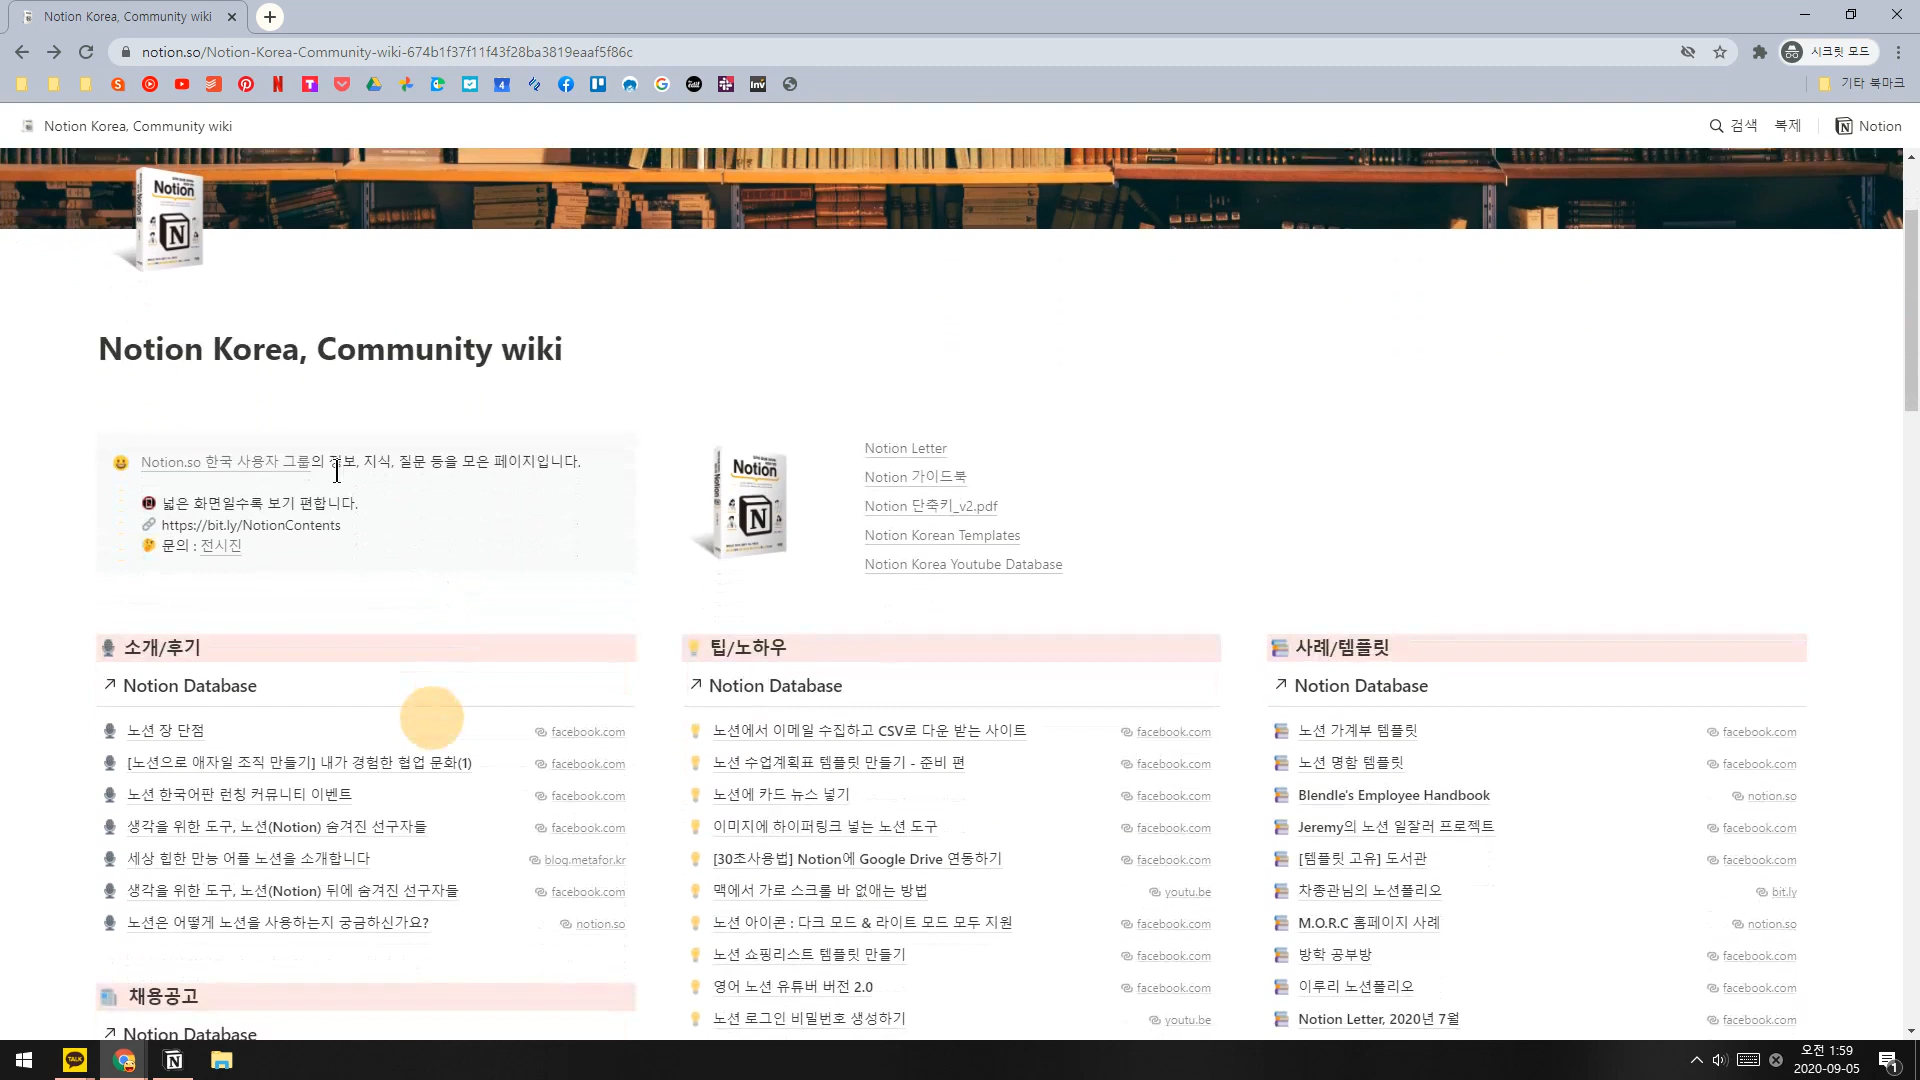 Notion Korea, Community wiki
notion.so/Notion-Korea-Community-wiki-674b1f37f11f43f28ba3819eaaf5f86c
시크릿 모드
기타 북마크
Notion Korea, Community wiki
검색 복제 Notion
Notion
Notion Korea, Community wiki
Notion.so 한국 사용자 그룹의 정보, 지식, 질문 등을 모은 페이지입니다.
넓은 화면일수록 보기 편합니다.
https://bit.ly/NotionContents
문의 : 전시진
Notion
Notion Letter
Notion 가이드북
Notion 단축키_v2.pdf
Notion Korean Templates
Notion Korea Youtube Database
소개/후기
Notion Database
노션 장 단점 facebook.com
[노션으로 애자일 조직 만들기] 내가 경험한 협업 문화(1) facebook.com
노션 한국어판 런칭 커뮤니티 이벤트 facebook.com
생각을 위한 도구, 노션(Notion) 숨겨진 선구자들 facebook.com
세상 힙한 만능 어플 노션을 소개합니다 blog.metafor.kr
생각을 위한 도구, 노션(Notion) 뒤에 숨겨진 선구자들 facebook.com
노션은 어떻게 노션을 사용하는지 궁금하신가요? notion.so
채용공고
Notion Database
팁/노하우
Notion Database
노션에서 이메일 수집하고 CSV로 다운 받는 사이트 facebook.com
노션 수업계획표 템플릿 만들기 - 준비 편 facebook.com
노션에 카드 뉴스 넣기 facebook.com
이미지에 하이퍼링크 넣는 노션 도구 facebook.com
[30초사용법] Notion에 Google Drive 연동하기 facebook.com
맥에서 가로 스크롤 바 없애는 방법 youtu.be
노션 아이콘 : 다크 모드 & 라이트 모드 모두 지원 facebook.com
노션 쇼핑리스트 템플릿 만들기 facebook.com
영어 노션 유튜버 버전 2.0 facebook.com
노션 로그인 비밀번호 생성하기 youtu.be
사례/템플릿
Notion Database
노션 가계부 템플릿 facebook.com
노션 명함 템플릿 facebook.com
Blendle's Employee Handbook notion.so
Jeremy의 노션 일잘러 프로젝트 facebook.com
[템플릿 고유] 도서관 facebook.com
차종관님의 노션폴리오 bit.ly
M.O.R.C 홈페이지 사례 notion.so
방학 공부방 facebook.com
이루리 노션폴리오 facebook.com
Notion Letter, 2020년 7월 facebook.com
TALK
오전 1:59
2020-09-05
1